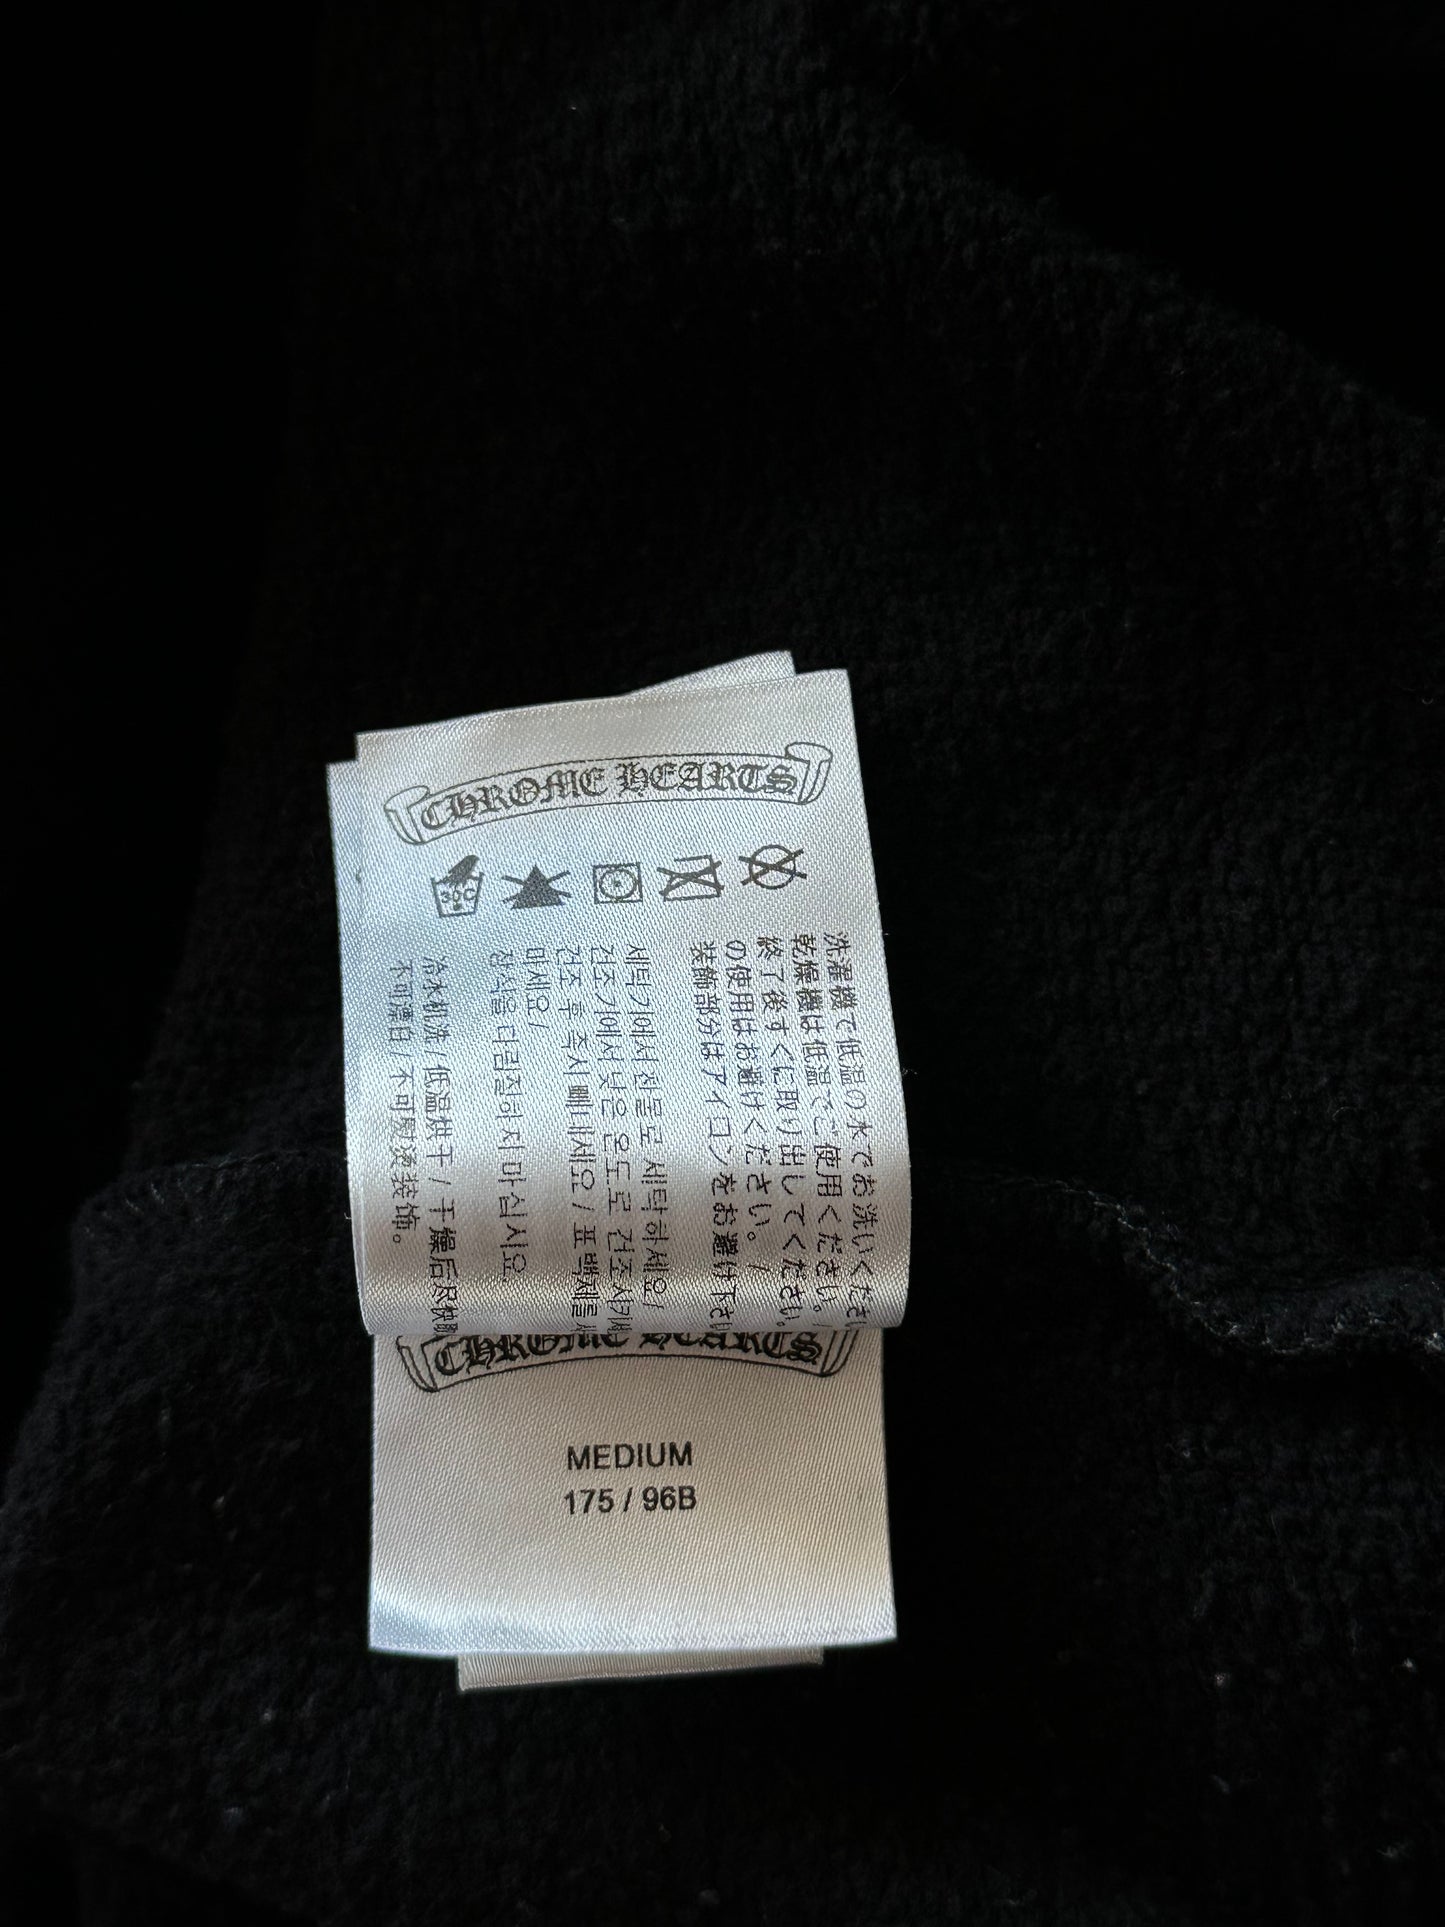 CHROME HEARTS
洗濯機で低温の水でお洗いください/
乾燥機は低温でご使用ください。/
終了後すぐに取り出してください。
の使用はお避けください。/
装飾部分はアイロンをお避け下さい
세탁기에서 찬물로 세탁하세요/
건조기에서 낮은 온도로 건조시켜
건조 후 즉시 빼내세요 / 표백제를
마세요/
장식을 다림질하지 마십시오
冷水机洗 / 低温烘干 / 干燥后尽快
不可漂白 / 不可熨烫装饰。
CHROME HEARTS
MEDIUM
175 / 96B